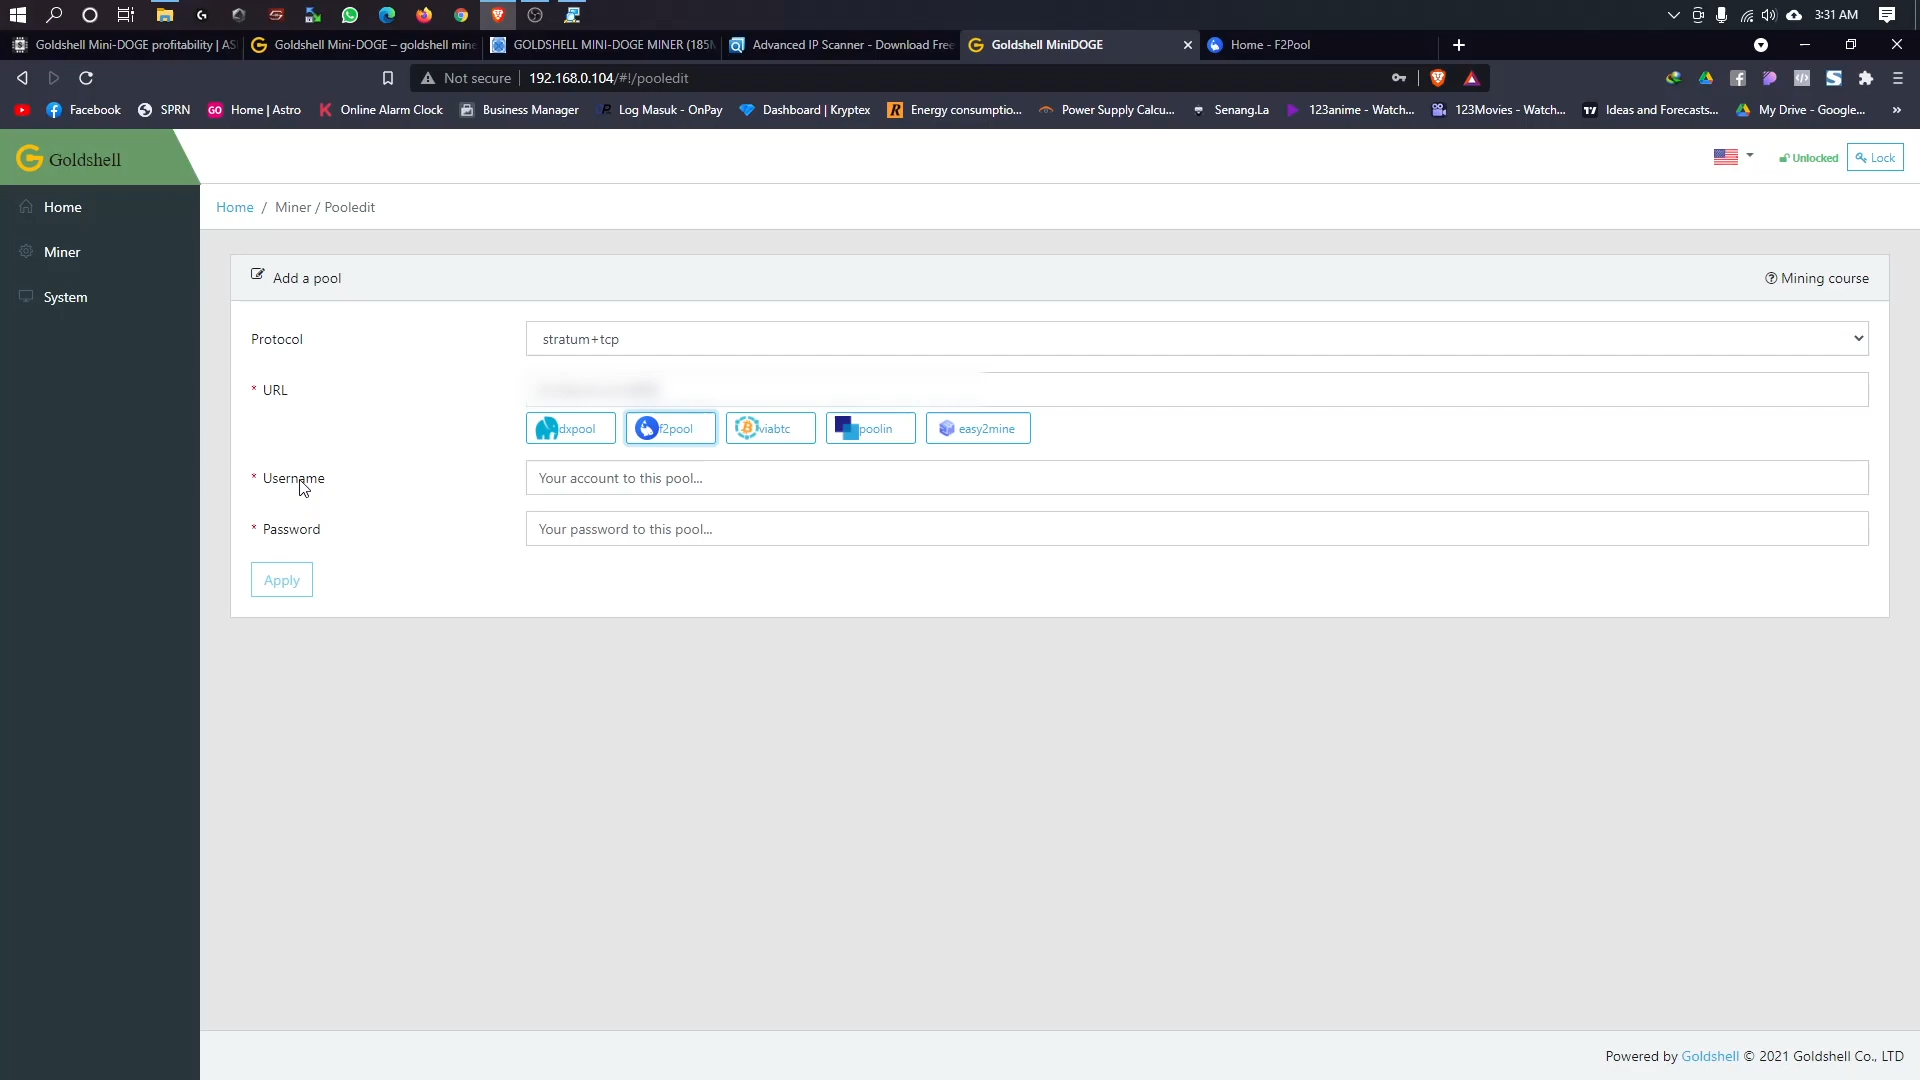 3:31 AM
Goldshell Mini-DOGE profitability | AS
Goldshell Mini-DOGE – goldshell mine
GOLDSHELL MINI-DOGE MINER (185M
Advanced IP Scanner - Download Free
Goldshell MiniDOGE
Home - F2Pool
Not secure
192.168.0.104/#!/pooledit
Facebook
SPRN
Home | Astro
Online Alarm Clock
Business Manager
Log Masuk - OnPay
Dashboard | Kryptex
Energy consumptio...
Power Supply Calcu...
Senang.La
123anime - Watch...
123Movies - Watch...
Ideas and Forecasts...
My Drive - Google...
»
Goldshell
Unlocked
Lock
Home
Miner
System
Home / Miner / Pooledit
Add a pool
Mining course
Protocol
stratum+tcp
* URL
dxpool
f2pool
viabtc
poolin
easy2mine
* Username
Your account to this pool...
* Password
Your password to this pool...
Apply
Powered by Goldshell © 2021 Goldshell Co., LTD